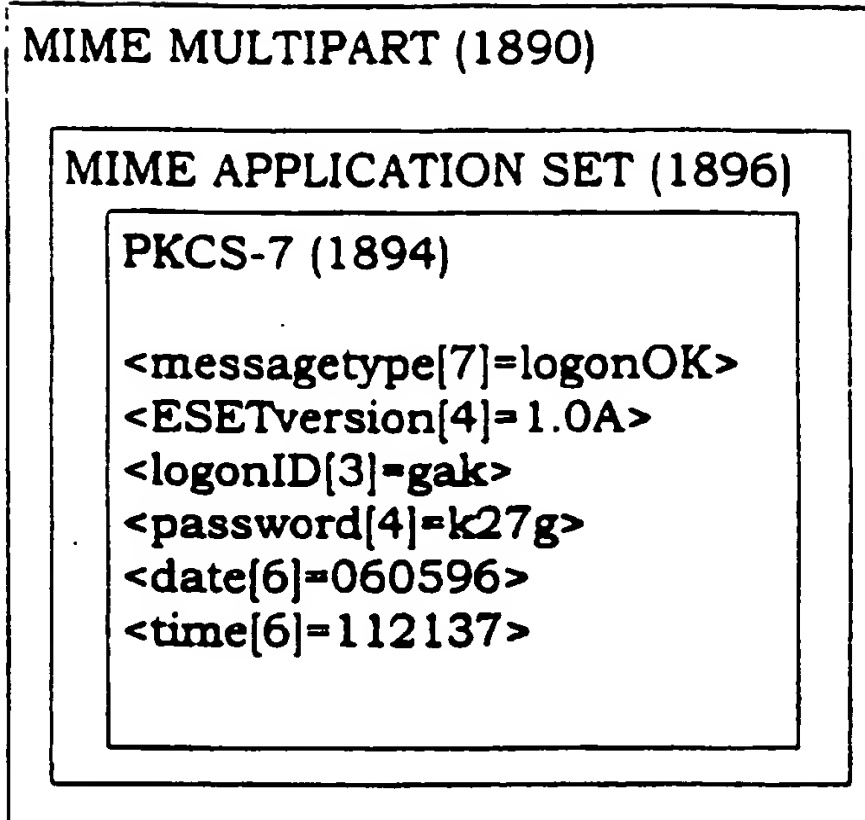 MIME MULTIPART (1890)
MIME APPLICATION SET (1896)
PKCS-7 (1894)
<messagetype[7]=logonOK>
<ESETversion[4]=1.0A>
<logonID[3]=gak>
<password[4]=k27g>
<date[6]=060596>
<time[6]=112137>